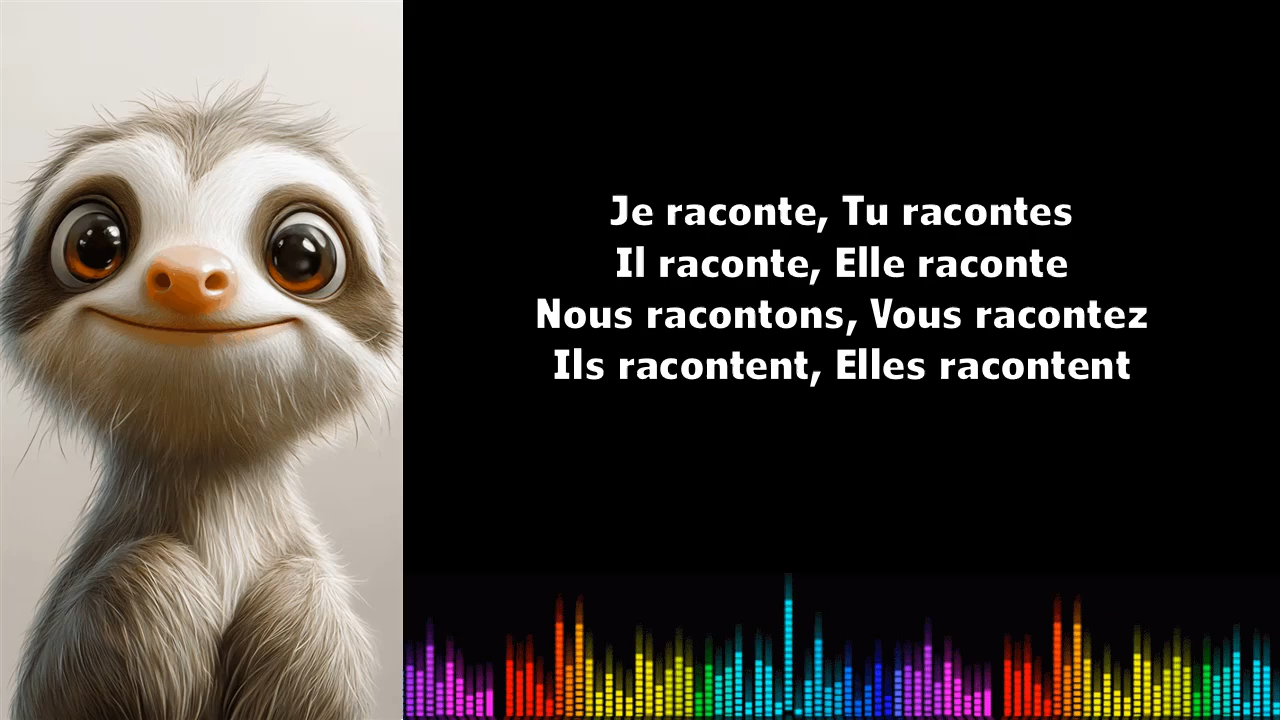 Je raconte, Tu racontes
Il raconte, Elle raconte
Nous racontons, Vous racontez
Ils racontent, Elles racontent